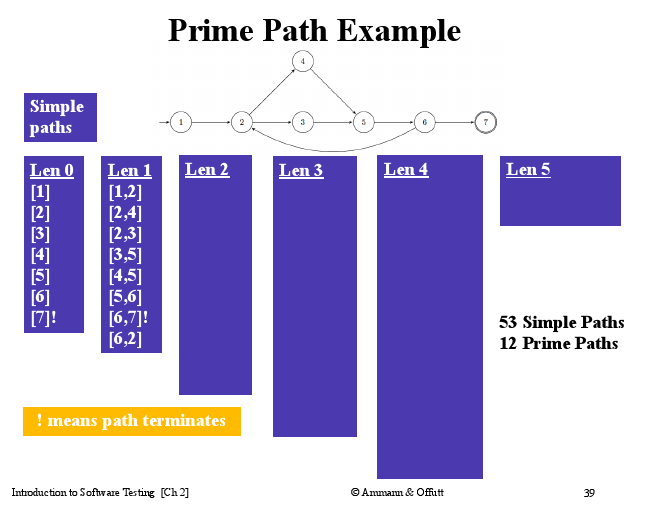 Prime Path Example
4
1
2
3
5
6
7
Simple
paths
Len 0
[1]
[2]
[3]
[4]
[5]
[6]
[7]!
Len 1
[1,2]
[2,4]
[2,3]
[3,5]
[4,5]
[5,6]
[6,7]!
[6,2]
Len 2
Len 3
Len 4
Len 5
53 Simple Paths
12 Prime Paths
! means path terminates
Introduction to Software Testing [Ch 2]
© Ammann & Offutt
39